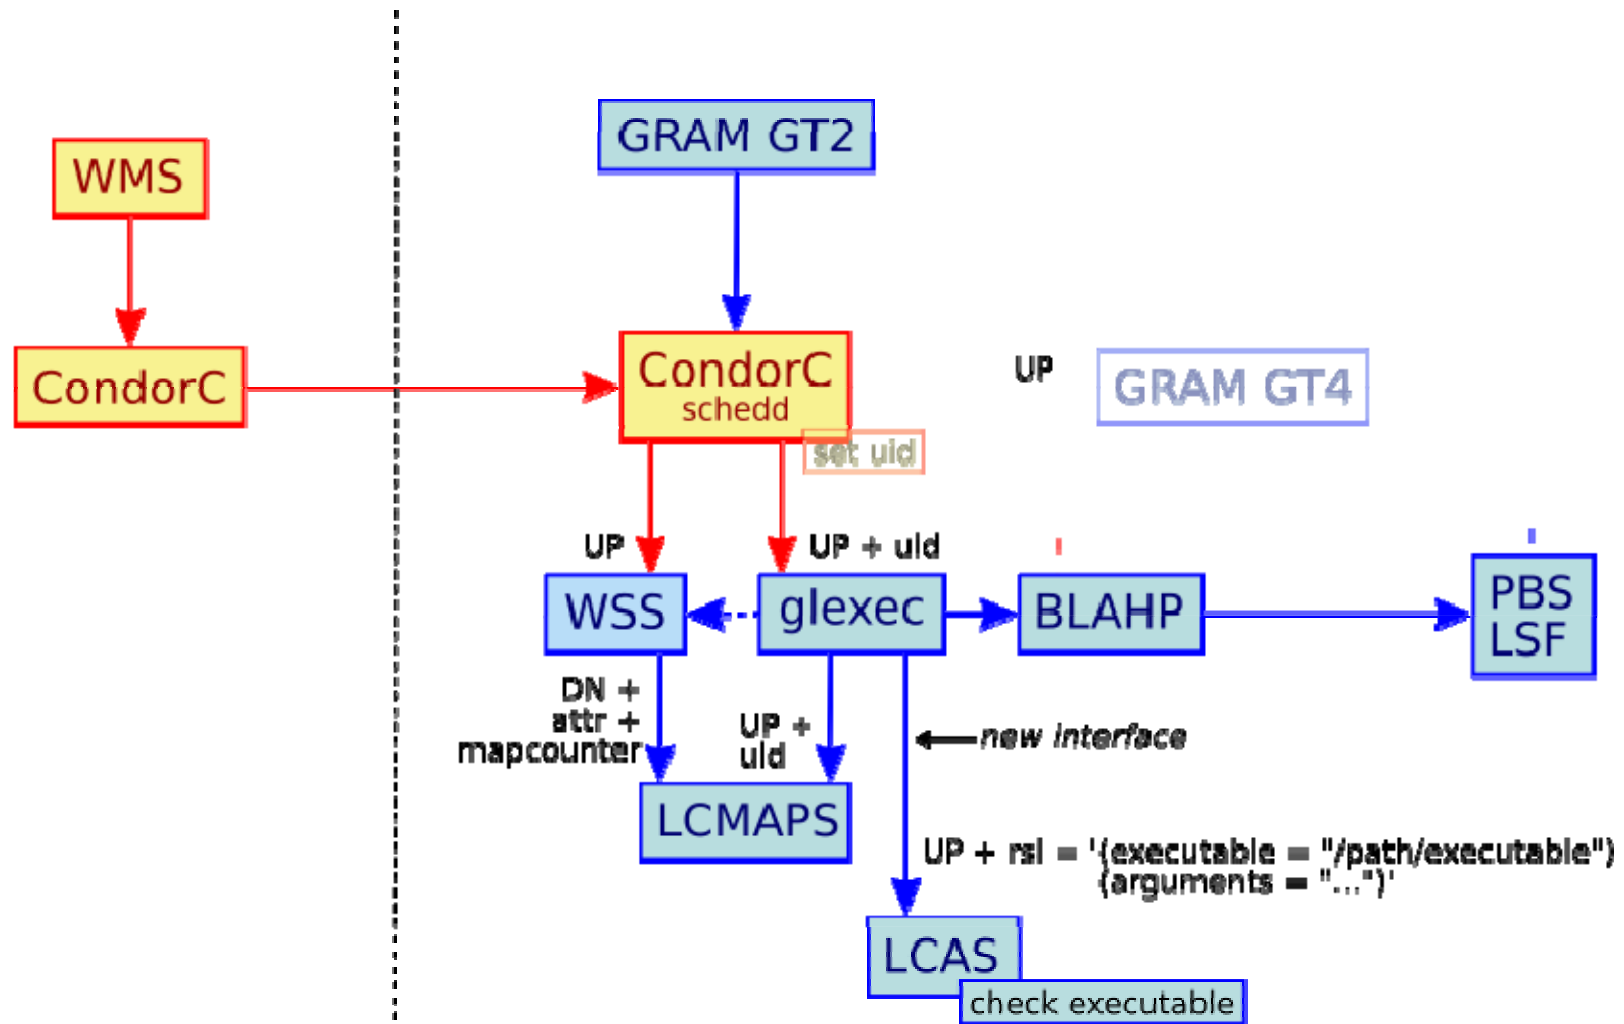 GRAM GT2
WMS
CondorC
CondorC
schedd
set uid
UP
GRAM GT4
UP
UP + uid
WSS
glexec
BLAHP
PBS
LSF
DN +
attr +
mapcounter
UP +
uid
new interface
LCMAPS
UP + rsl = '(executable = "/path/executable")
(arguments = "...")'
LCAS
check executable